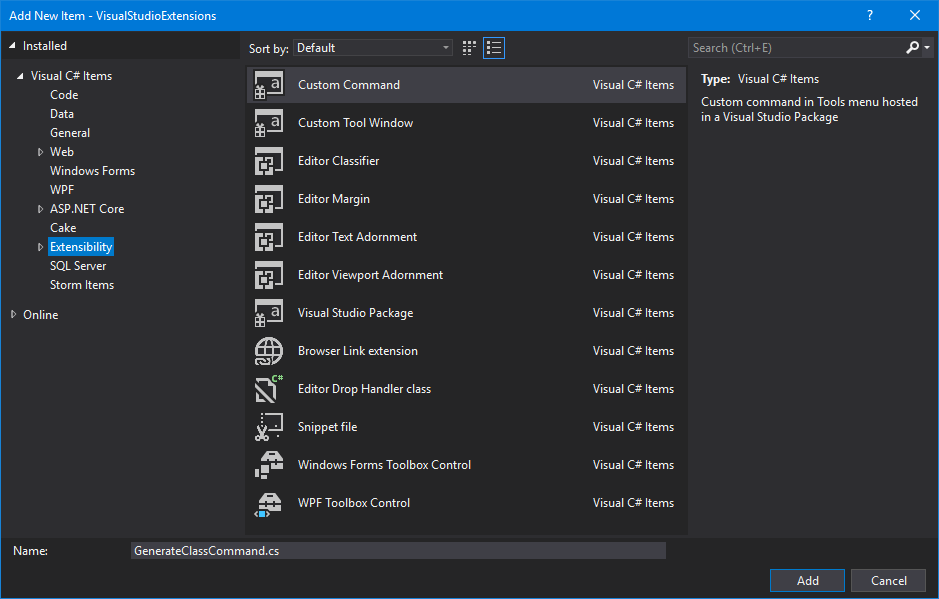 Add New Item - VisualStudioExtensions ?
Installed
Sort by: Default
Search (Ctrl+E)
Visual C# Items
Code
Data
General
Web
Windows Forms
WPF
ASP.NET Core
Cake
Extensibility
SQL Server
Storm Items
Online
a Custom Command Visual C# Items
a Custom Tool Window Visual C# Items
Editor Classifier Visual C# Items
Editor Margin Visual C# Items
Editor Text Adornment Visual C# Items
Editor Viewport Adornment Visual C# Items
a Visual Studio Package Visual C# Items
Browser Link extension Visual C# Items
C# Editor Drop Handler class Visual C# Items
Snippet file Visual C# Items
Windows Forms Toolbox Control Visual C# Items
WPF Toolbox Control Visual C# Items
Type: Visual C# Items
Custom command in Tools menu hosted
in a Visual Studio Package
Name: GenerateClassCommand.cs
Add Cancel